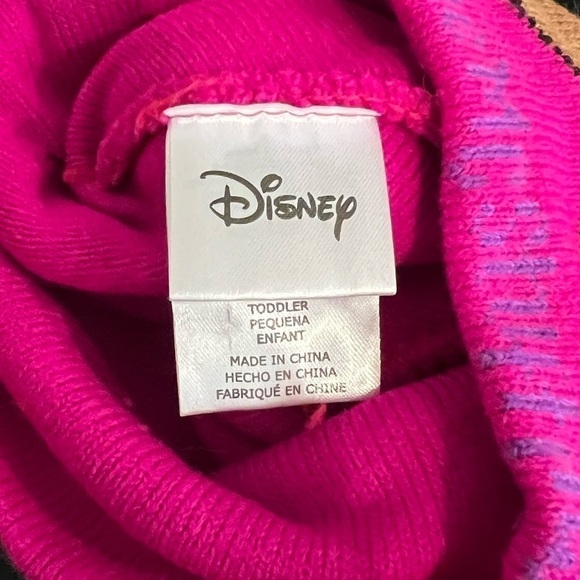 Disney
TODDLER
PEQUENA
ENFANT
MADE IN CHINA
HECHO EN CHINA
FABRIQUÉ EN CHINE